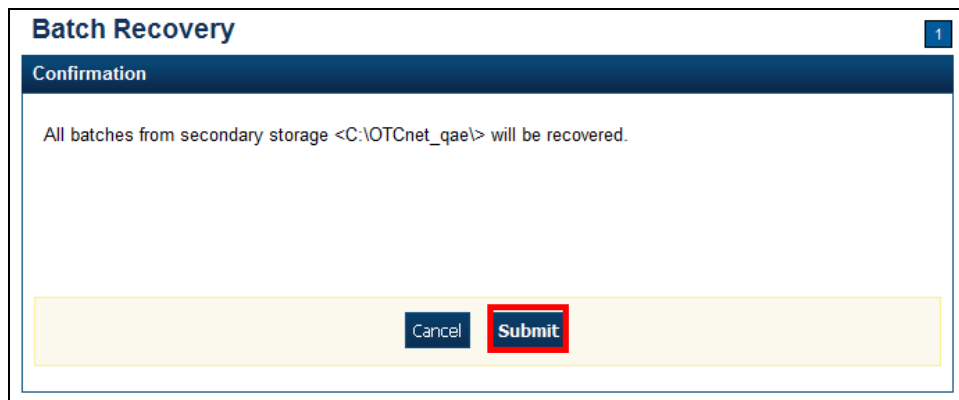 Batch Recovery
1
Confirmation
All batches from secondary storage <C:\OTCnet_qae\> will be recovered.
Cancel Submit